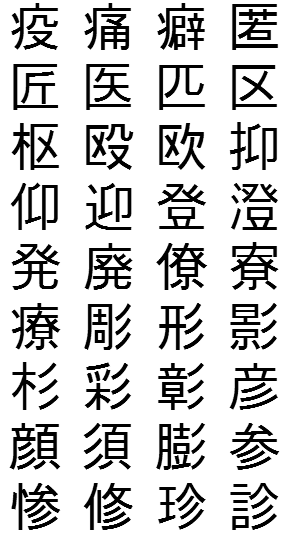 疫 痛 癖 匿
匠 医 匹 区
枢 殴 欧 抑
仰 迎 登 澄
発 廃 僚 寮
療 彫 形 影
杉 彩 彰 彦
顔 須 膨 参
惨 修 珍 診